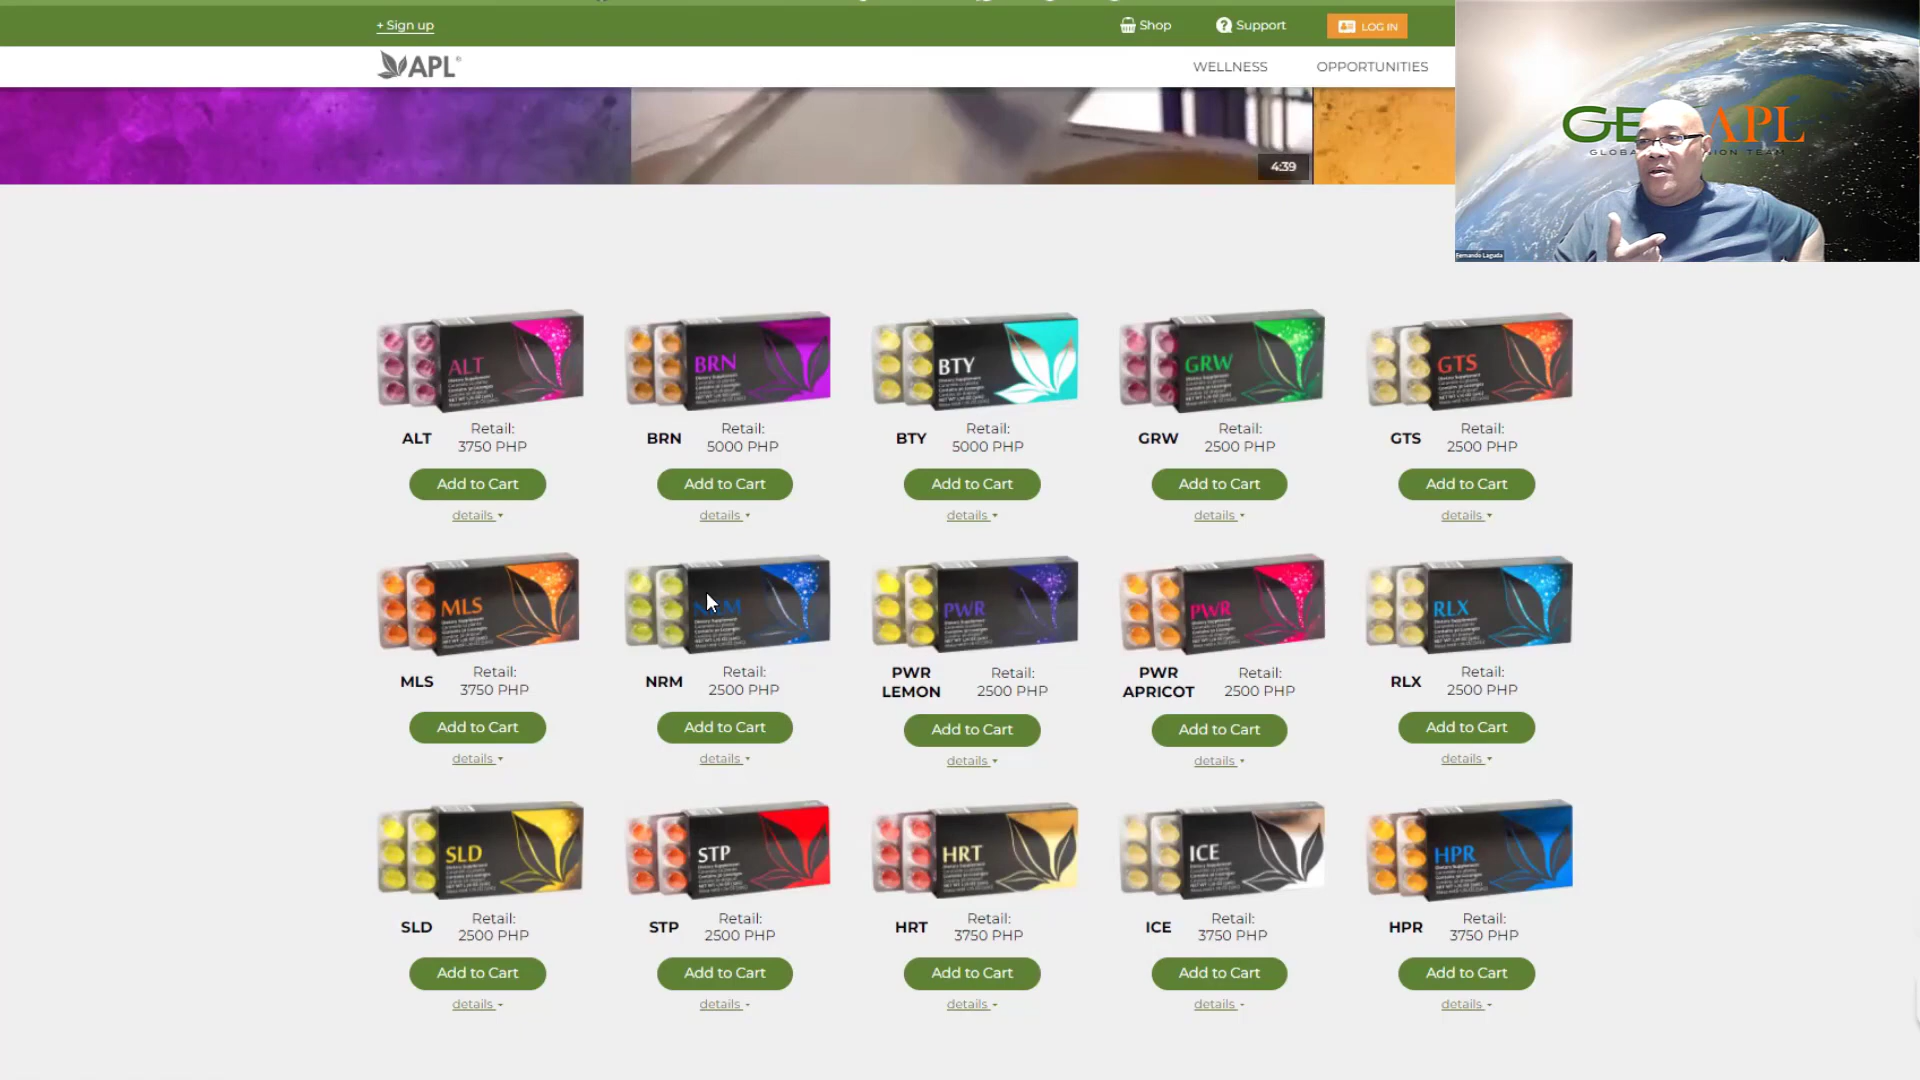 + Sign up
Shop
Support
LOG IN
APL
WELLNESS
OPPORTUNITIES
4:39
GE APL
Fernando Laguda
ALT
BRN
BTY
GRW
GTS
ALT Retail: 3750 PHP
BRN Retail: 5000 PHP
BTY Retail: 5000 PHP
GRW Retail: 2500 PHP
GTS Retail: 2500 PHP
Add to Cart
Add to Cart
Add to Cart
Add to Cart
Add to Cart
details
details
details
details
details
MLS
NRM
PWR
PWR
RLX
MLS Retail: 3750 PHP
NRM Retail: 2500 PHP
PWR LEMON Retail: 2500 PHP
PWR APRICOT Retail: 2500 PHP
RLX Retail: 2500 PHP
Add to Cart
Add to Cart
Add to Cart
Add to Cart
Add to Cart
details
details
details
details
details
SLD
STP
HRT
ICE
HPR
SLD Retail: 2500 PHP
STP Retail: 2500 PHP
HRT Retail: 3750 PHP
ICE Retail: 3750 PHP
HPR Retail: 3750 PHP
Add to Cart
Add to Cart
Add to Cart
Add to Cart
Add to Cart
details
details
details
details
details